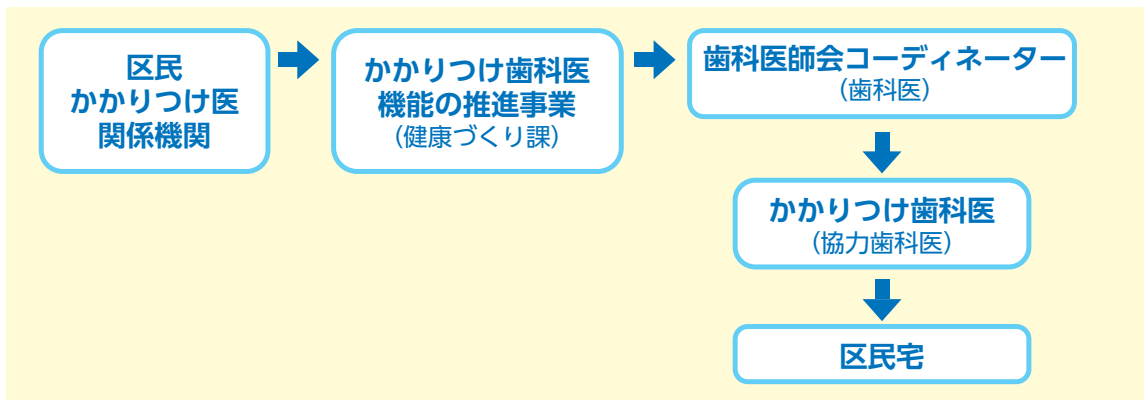 区民
かかりつけ医
関係機関
かかりつけ歯科医
機能の推進事業
（健康づくり課）
歯科医師会コーディネーター
（歯科医）
かかりつけ歯科医
（協力歯科医）
区民宅